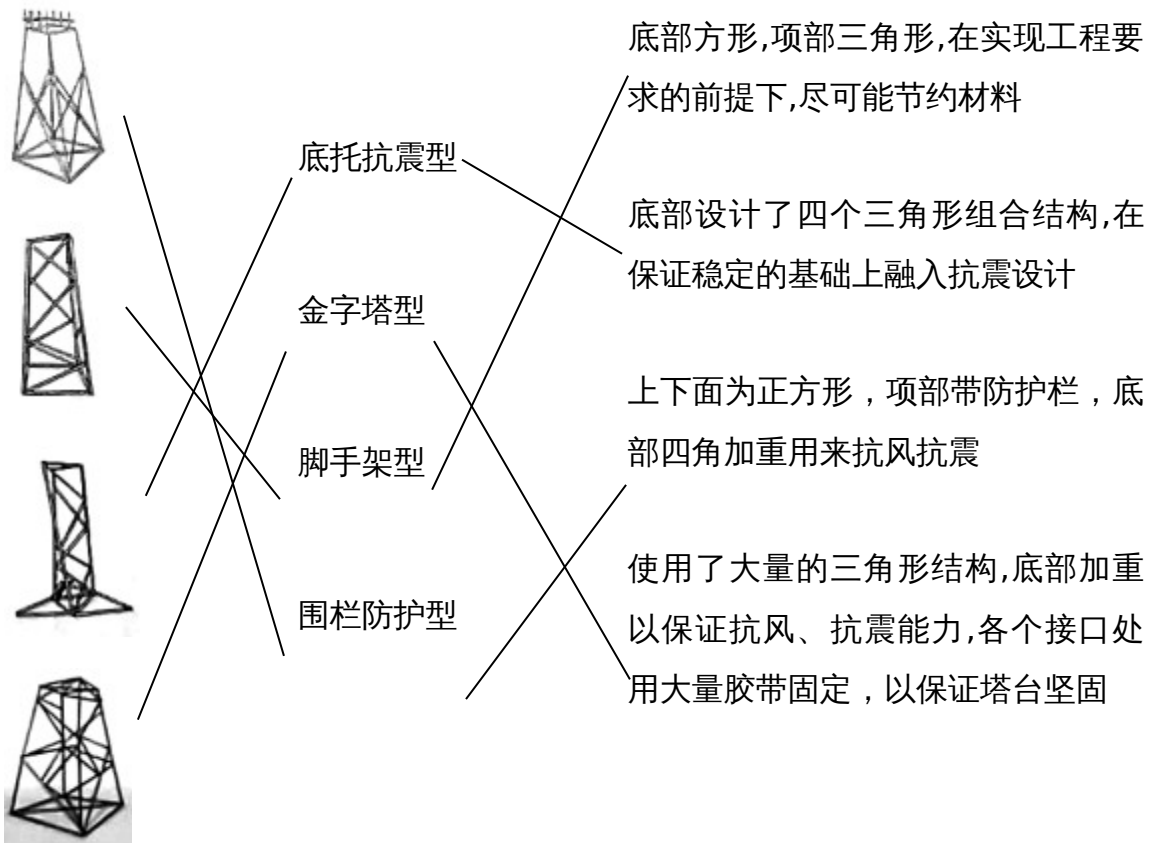 底部方形,项部三角形,在实现工程要
求的前提下,尽可能节约材料
底托抗震型
底部设计了四个三角形组合结构,在
保证稳定的基础上融入抗震设计
金字塔型
上下面为正方形，项部带防护栏，底
部四角加重用来抗风抗震
脚手架型
使用了大量的三角形结构,底部加重
以保证抗风、抗震能力,各个接口处
用大量胶带固定，以保证塔台坚固
围栏防护型